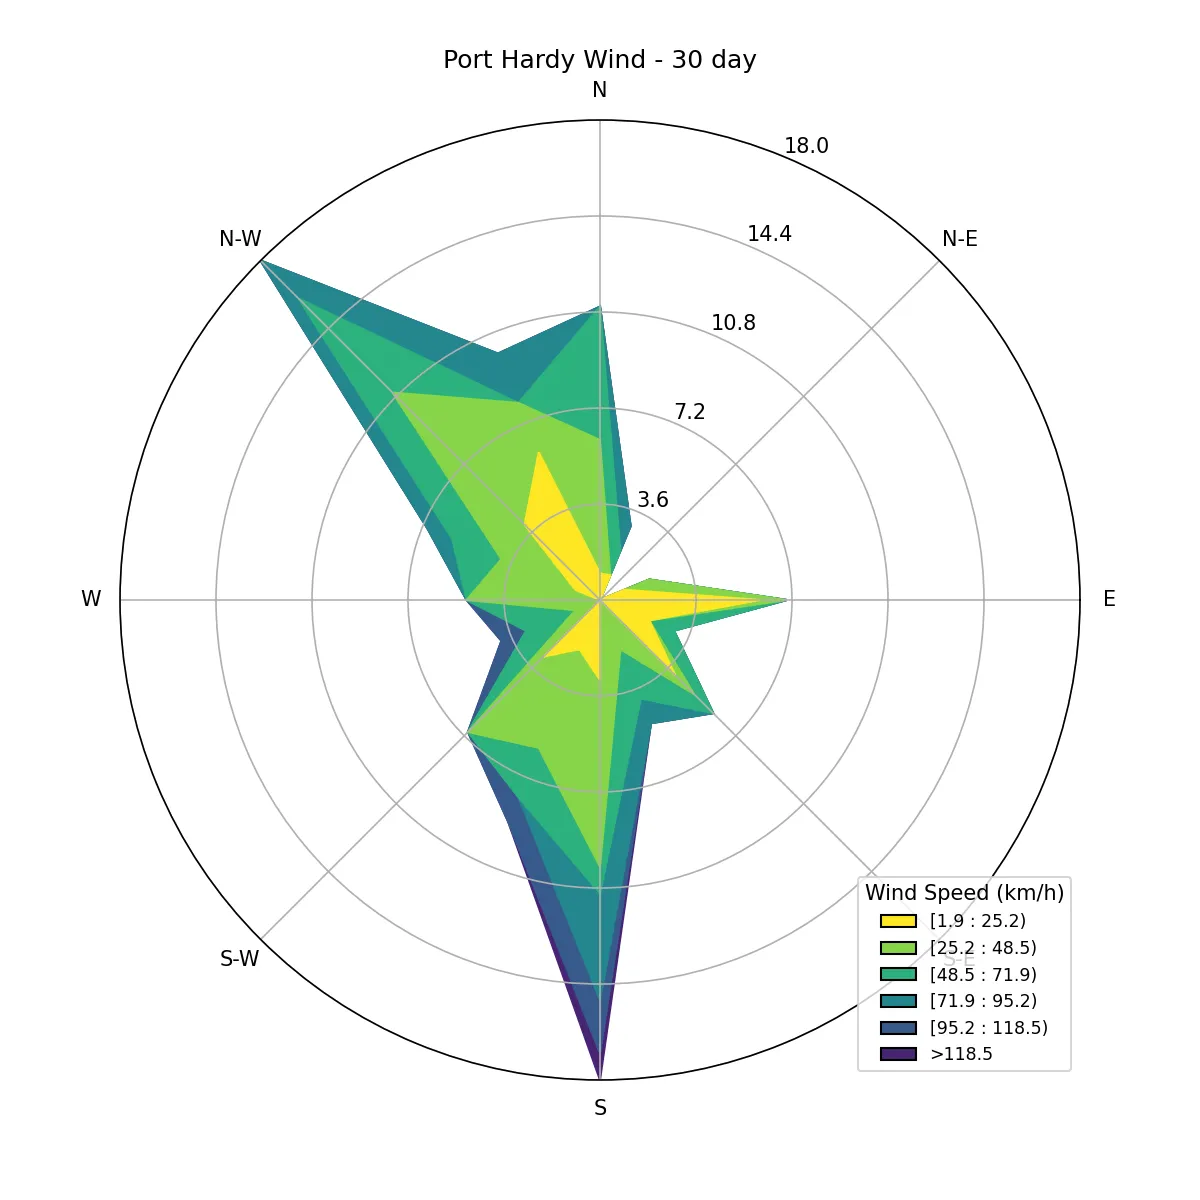 Port Hardy Wind - 30 day
N
18.0
14.4
N-W
N-E
10.8
7.2
3.6
W
E
Wind Speed (km/h)
[1.9 : 25.2)
[25.2 : 48.5)
S-W
S-E
[48.5 : 71.9)
[71.9 : 95.2)
[95.2 : 118.5)
>118.5
S